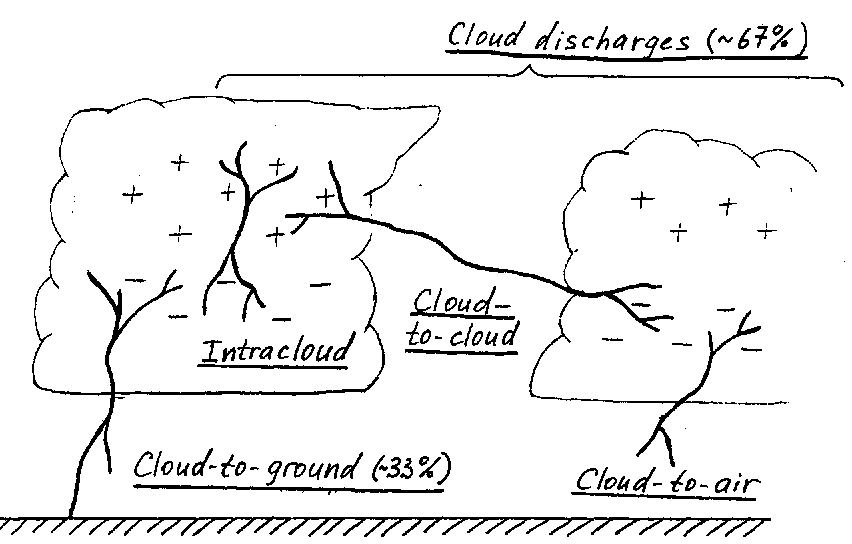 Cloud discharges (~67%)
Intracloud
Cloud-
to-cloud
Cloud-to-ground (~33%)
Cloud-to-air